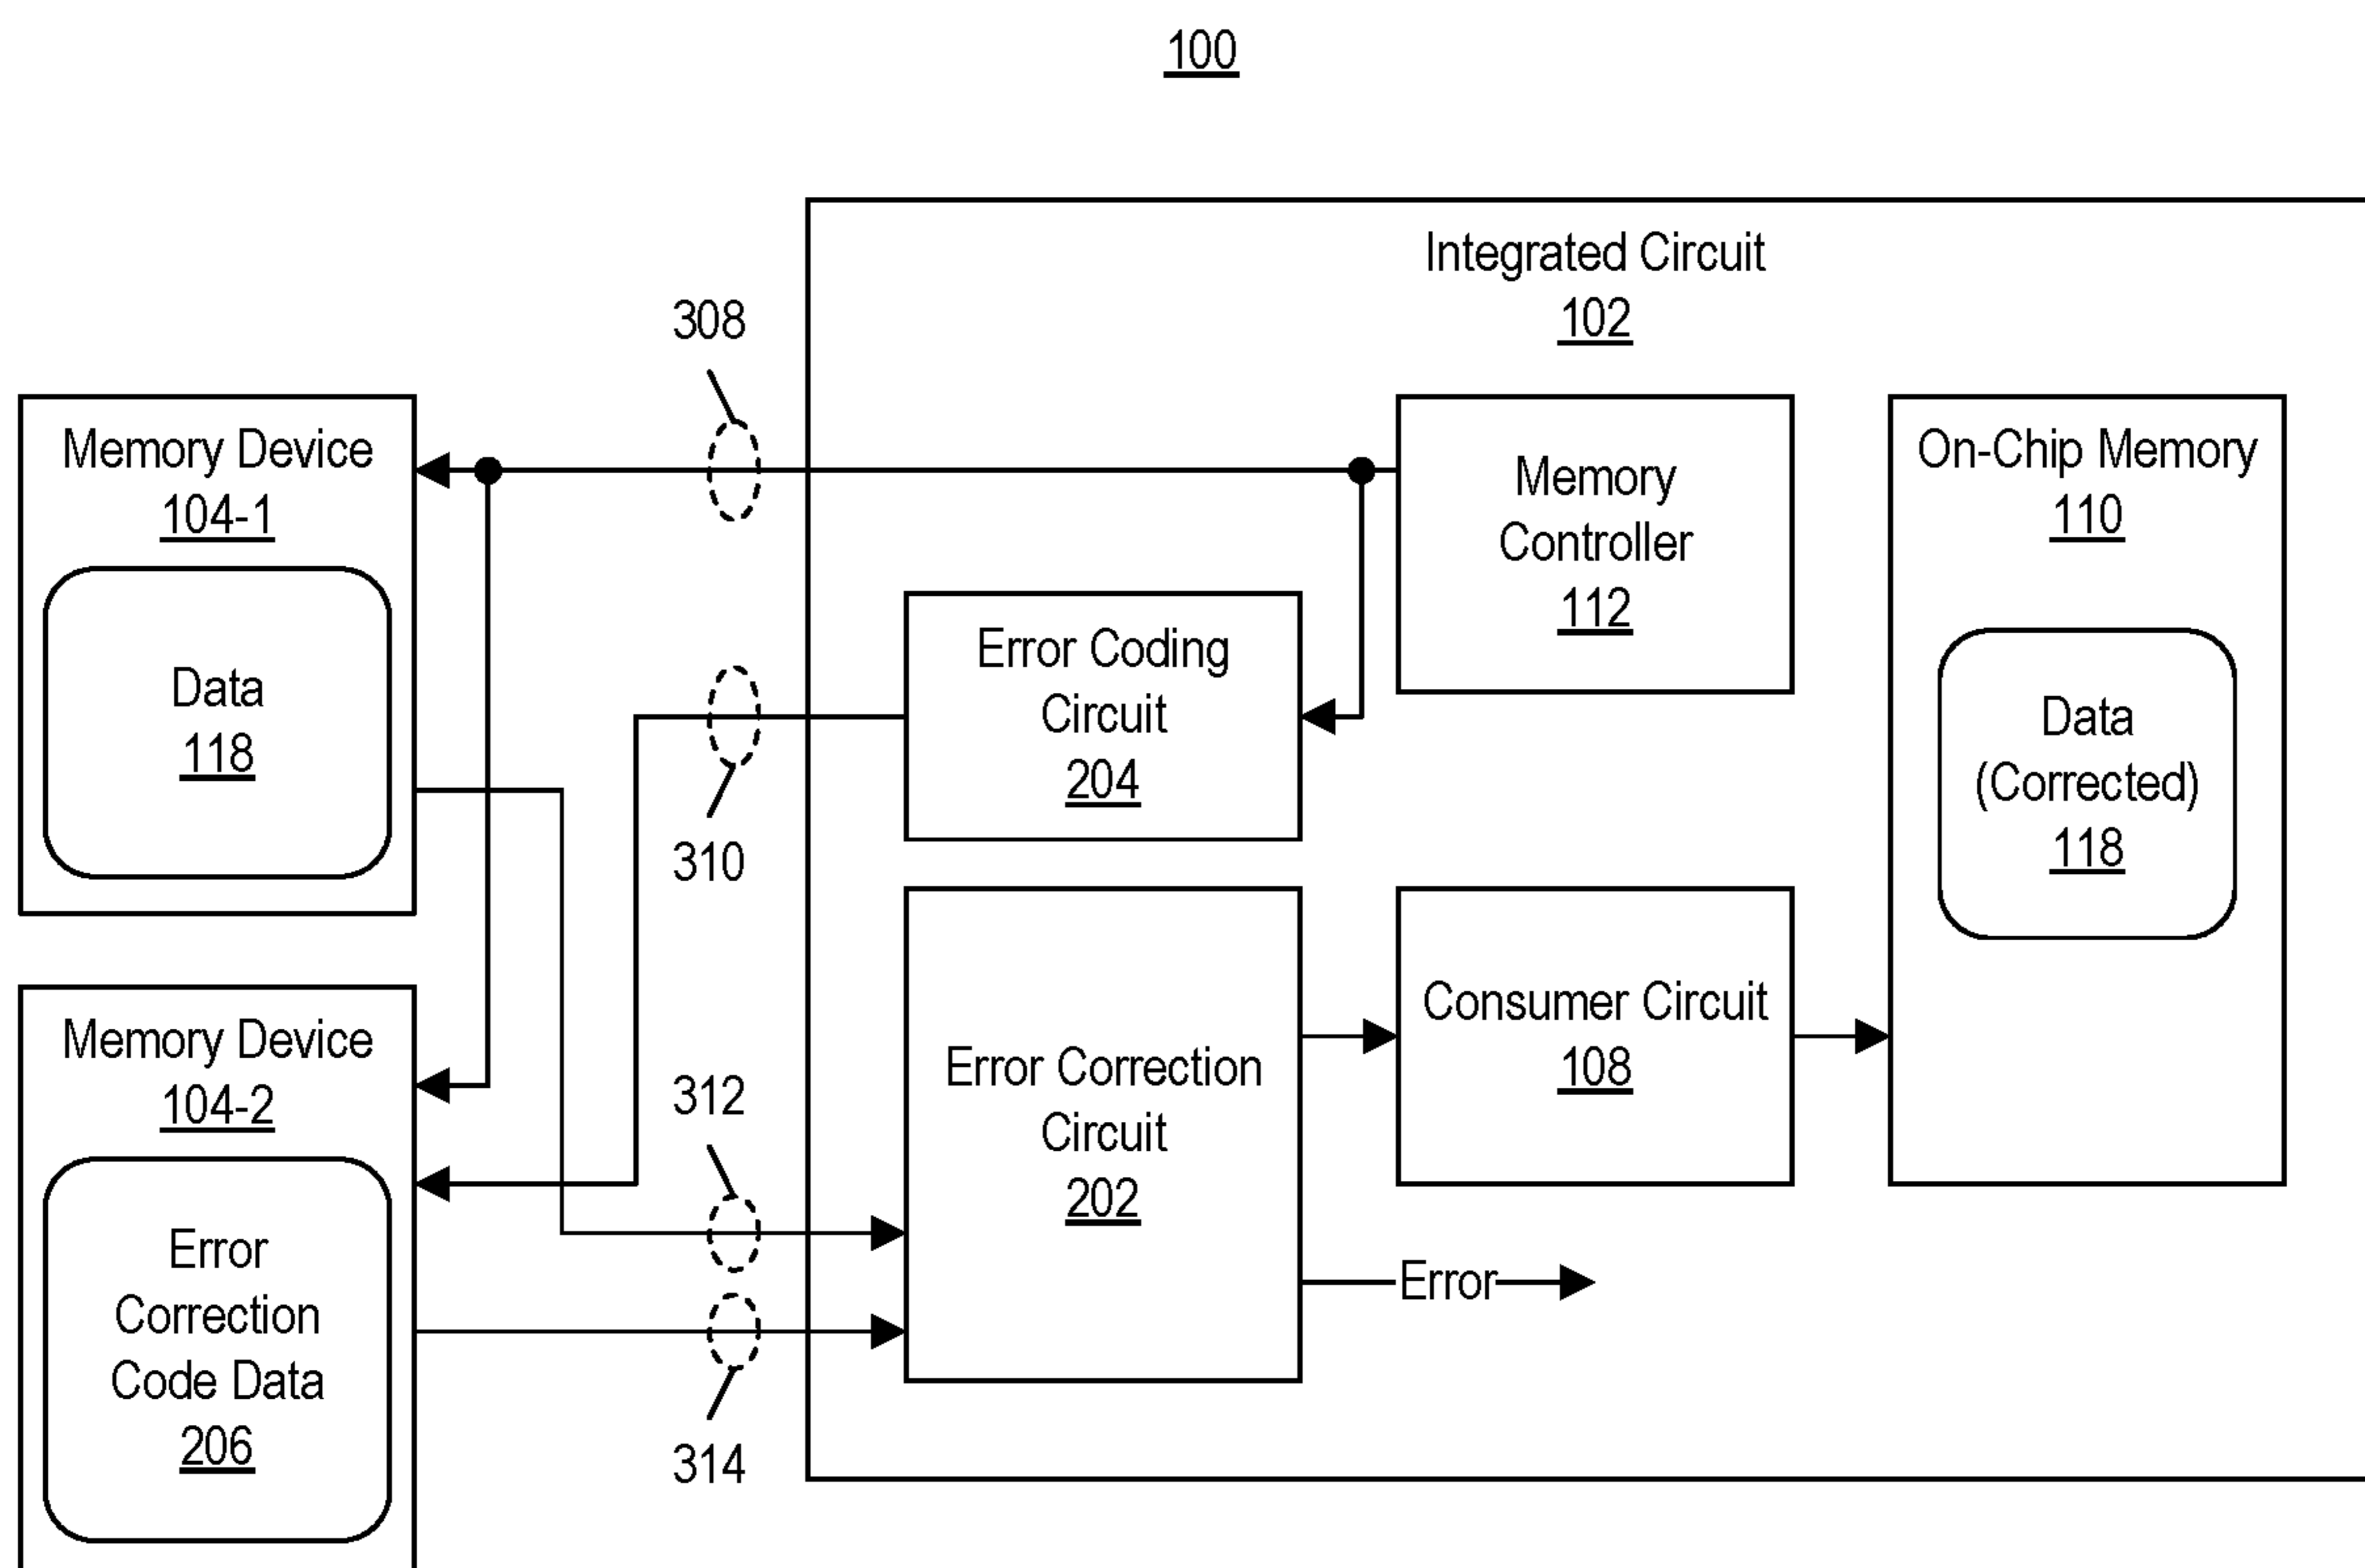 100
Integrated Circuit
102
308
Memory Device
104-1
Data
118
Memory
Controller
112
On-Chip Memory
110
Data
(Corrected)
118
Error Coding
Circuit
204
310
Memory Device
104-2
Error
Correction
Code Data
206
312
314
Error Correction
Circuit
202
Consumer Circuit
108
Error